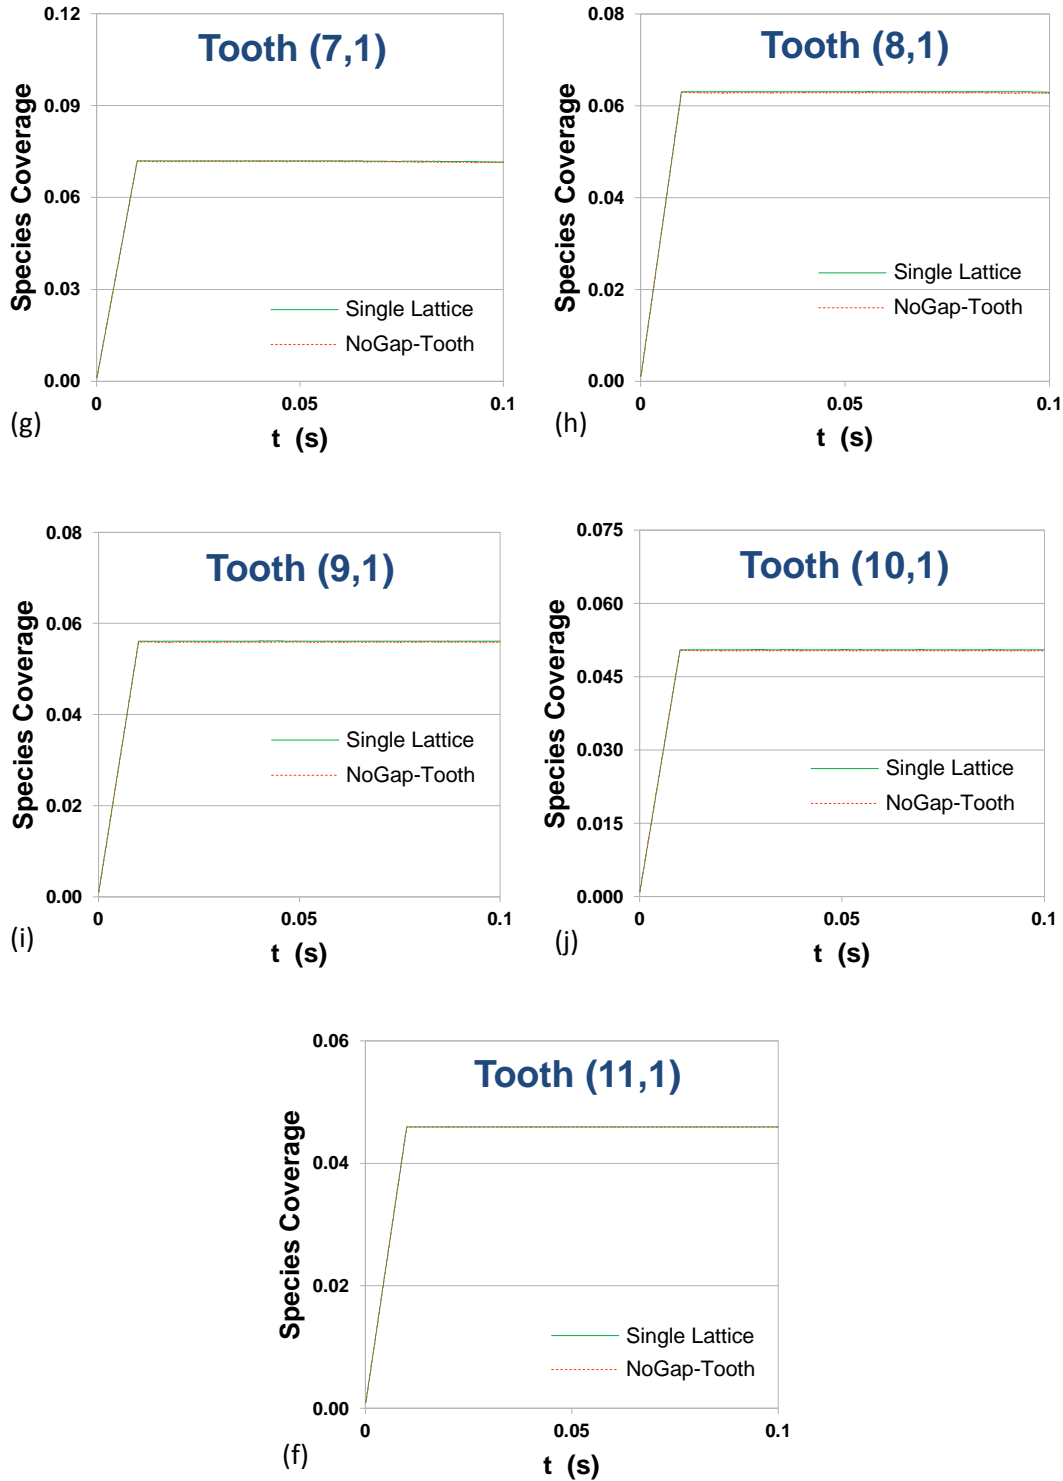 Tooth (7,1)
Species Coverage
0.12
0.09
0.06
0.03
0.00
Single Lattice
NoGap-Tooth
0
0.05
0.1
t (s)
(g)
Tooth (8,1)
Species Coverage
0.08
0.06
0.04
0.02
0.00
Single Lattice
NoGap-Tooth
0
0.05
0.1
t (s)
(h)
Tooth (9,1)
Species Coverage
0.08
0.06
0.04
0.02
0.00
Single Lattice
NoGap-Tooth
0
0.05
0.1
t (s)
(i)
Tooth (10,1)
Species Coverage
0.075
0.060
0.045
0.030
0.015
0.000
Single Lattice
NoGap-Tooth
0
0.05
0.1
t (s)
(j)
Tooth (11,1)
Species Coverage
0.06
0.04
0.02
0.00
Single Lattice
NoGap-Tooth
0
0.05
0.1
t (s)
(f)